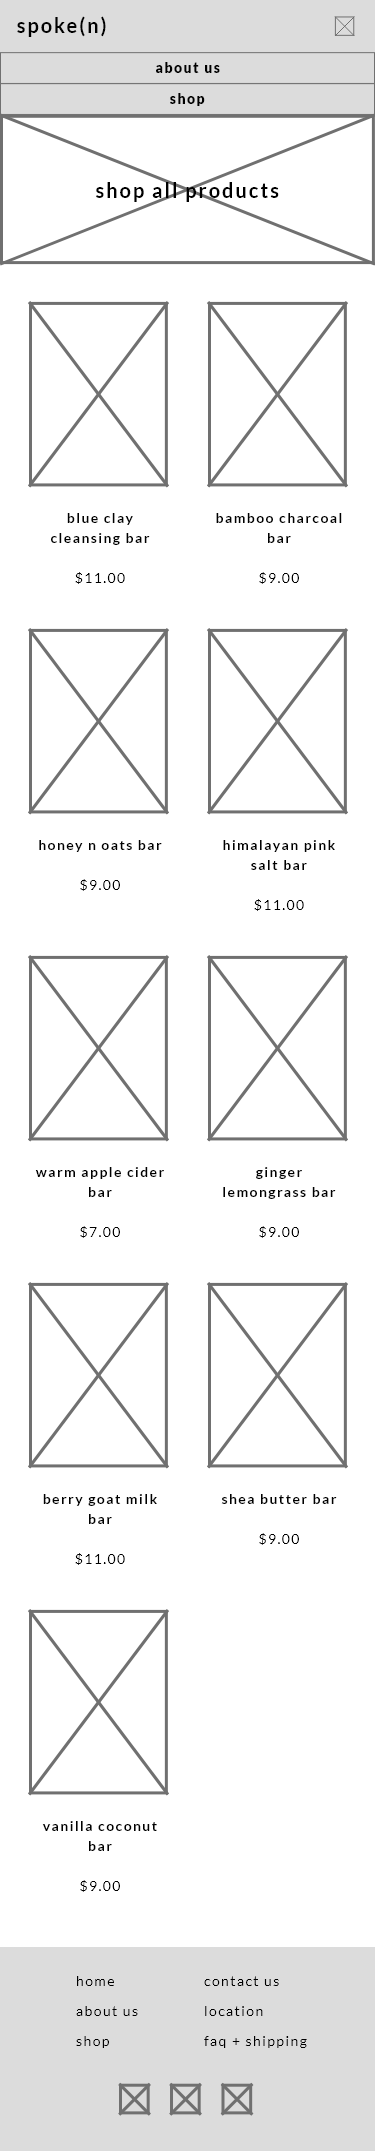 spoke(n)
about us
shop
shop all products
blue clay
cleansing bar
$11.00
bamboo charcoal
bar
$9.00
honey n oats bar
$9.00
himalayan pink
salt bar
$11.00
warm apple cider
bar
$7.00
ginger
lemongrass bar
$9.00
berry goat milk
bar
$11.00
shea butter bar
$9.00
vanilla coconut
bar
$9.00
home
about us
shop
contact us
location
faq + shipping